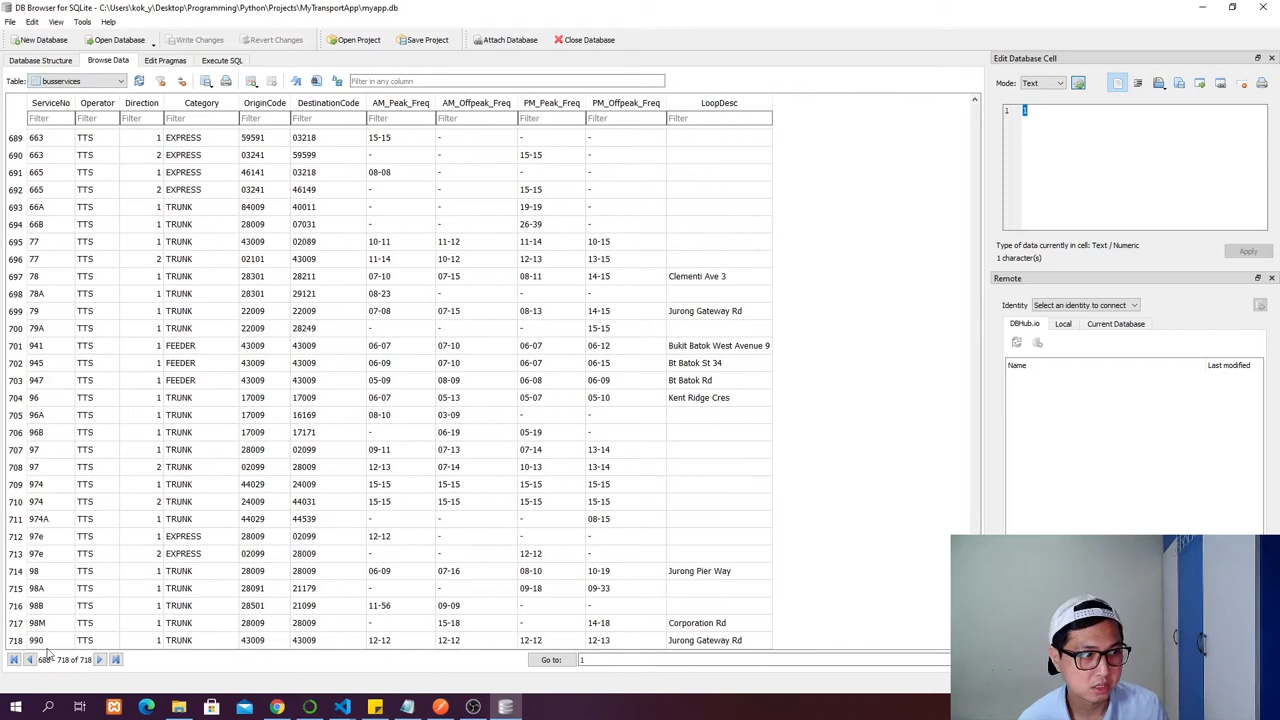 DB Browser for SQLite - C:\Users\kok_y\Desktop\Programming\Python\Projects\MyTransportApp\myapp.db
File Edit View Tools Help
New Database Open Database Write Changes Revert Changes Open Project Save Project Attach Database Close Database
Database Structure Browse Data Edit Pragmas Execute SQL
Table: busservices Filter in any column
ServiceNo Operator Direction Category OriginCode DestinationCode AM_Peak_Freq AM_Offpeak_Freq PM_Peak_Freq PM_Offpeak_Freq LoopDesc
Filter Filter Filter Filter Filter Filter Filter Filter Filter Filter Filter
689 663 TTS 1 EXPRESS 59591 03218 15-15 - - -
690 663 TTS 2 EXPRESS 03241 59599 - - 15-15 -
691 665 TTS 1 EXPRESS 46141 03218 08-08 - - -
692 665 TTS 2 EXPRESS 03241 46149 - - 15-15 -
693 66A TTS 1 TRUNK 84009 40011 - - 19-19 -
694 66B TTS 1 TRUNK 28009 07031 - - 26-39 -
695 77 TTS 1 TRUNK 43009 02089 10-11 11-12 11-14 10-15
696 77 TTS 2 TRUNK 02101 43009 11-14 10-12 12-13 13-15
697 78 TTS 1 TRUNK 28301 28211 07-10 07-15 08-11 14-15 Clementi Ave 3
698 78A TTS 1 TRUNK 28301 29121 08-23 - - -
699 79 TTS 1 TRUNK 22009 22009 07-08 07-15 08-13 14-15 Jurong Gateway Rd
700 79A TTS 1 TRUNK 22009 28249 - - - 15-15
701 941 TTS 1 FEEDER 43009 43009 06-07 07-10 06-07 06-12 Bukit Batok West Avenue 9
702 945 TTS 1 FEEDER 43009 43009 06-09 07-10 06-07 06-15 Bt Batok St 34
703 947 TTS 1 FEEDER 43009 43009 05-09 08-09 06-08 06-09 Bt Batok Rd
704 96 TTS 1 TRUNK 17009 17009 06-07 05-13 05-07 05-10 Kent Ridge Cres
705 96A TTS 1 TRUNK 17009 16169 08-10 03-09 - -
706 96B TTS 1 TRUNK 17009 17171 - 06-19 05-19 -
707 97 TTS 1 TRUNK 28009 02099 09-11 07-13 07-14 13-14
708 97 TTS 2 TRUNK 02099 28009 12-13 07-14 10-13 13-14
709 974 TTS 1 TRUNK 44029 24009 15-15 15-15 15-15 15-15
710 974 TTS 2 TRUNK 24009 44031 15-15 15-15 15-15 15-15
711 974A TTS 1 TRUNK 44029 44539 - - - 08-15
712 97e TTS 1 EXPRESS 28009 02099 12-12 - - -
713 97e TTS 2 EXPRESS 02099 28009 - - 12-12 -
714 98 TTS 1 TRUNK 28009 28009 06-09 07-16 08-10 10-19 Jurong Pier Way
715 98A TTS 1 TRUNK 28091 21179 - - 09-18 09-33
716 98B TTS 1 TRUNK 28501 21099 11-56 09-09 - -
717 98M TTS 1 TRUNK 28009 28009 - 15-18 - 14-18 Corporation Rd
718 990 TTS 1 TRUNK 43009 43009 12-12 12-12 12-12 12-13 Jurong Gateway Rd
718 of 718 Go to: 1
Edit Database Cell
Mode: Text
1 1
Type of data currently in cell: Text / Numeric
1 character(s)
Apply
Remote
Identity Select an identity to connect
DBHub.io Local Current Database
Name Last modified